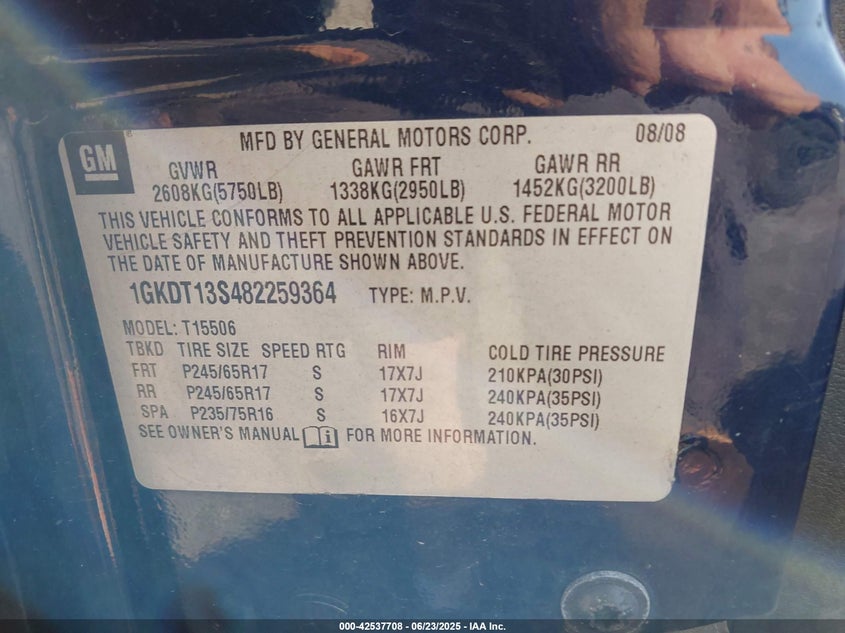 GM
MFD BY GENERAL MOTORS CORP. 08/08
GVWR GAWR FRT GAWR RR
2608KG(5750LB) 1338KG(2950LB) 1452KG(3200LB)
THIS VEHICLE CONFORMS TO ALL APPLICABLE U.S. FEDERAL MOTOR
VEHICLE SAFETY AND THEFT PREVENTION STANDARDS IN EFFECT ON
THE DATE OF MANUFACTURE SHOWN ABOVE.
1GKDT13S482259364 TYPE: M.P.V.
MODEL: T15506
TBKD TIRE SIZE SPEED RTG RIM COLD TIRE PRESSURE
FRT P245/65R17 S 17X7J 210KPA(30PSI)
RR P245/65R17 S 17X7J 240KPA(35PSI)
SPA P235/75R16 S 16X7J 240KPA(35PSI)
SEE OWNER'S MANUAL i FOR MORE INFORMATION.
000-42537708 - 06/23/2025 - IAA Inc.